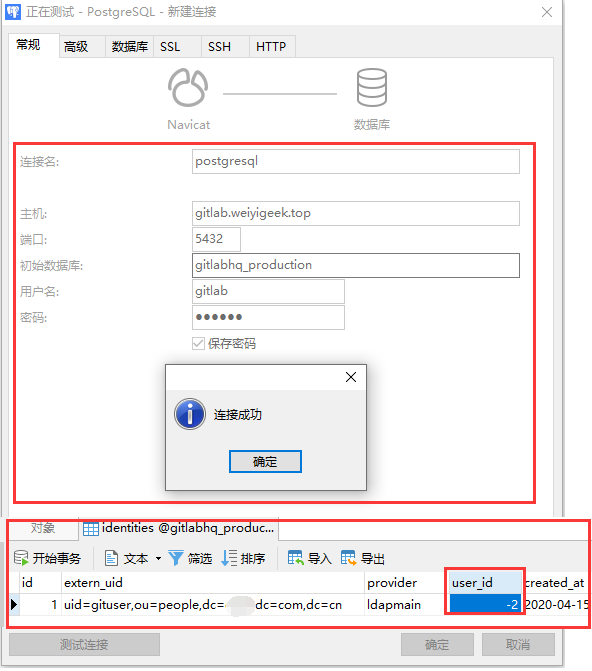 正在测试 - PostgreSQL - 新建连接
常规 高级 数据库 SSL SSH HTTP
Navicat 数据库
连接名: postgresql
主机: gitlab.weiyigeek.top
端口: 5432
初始数据库: gitlabhq_production
用户名: gitlab
密码: ●●●●●●
保存密码
连接成功
确定
对象 identities @gitlabhq_produc...
开始事务 文本 筛选 排序 导入 导出
id extern_uid provider user_id created_at
1 uid=gituser,ou=people,dc= dc=com,dc=cn ldapmain -2 2020-04-15
测试连接 确定 取消